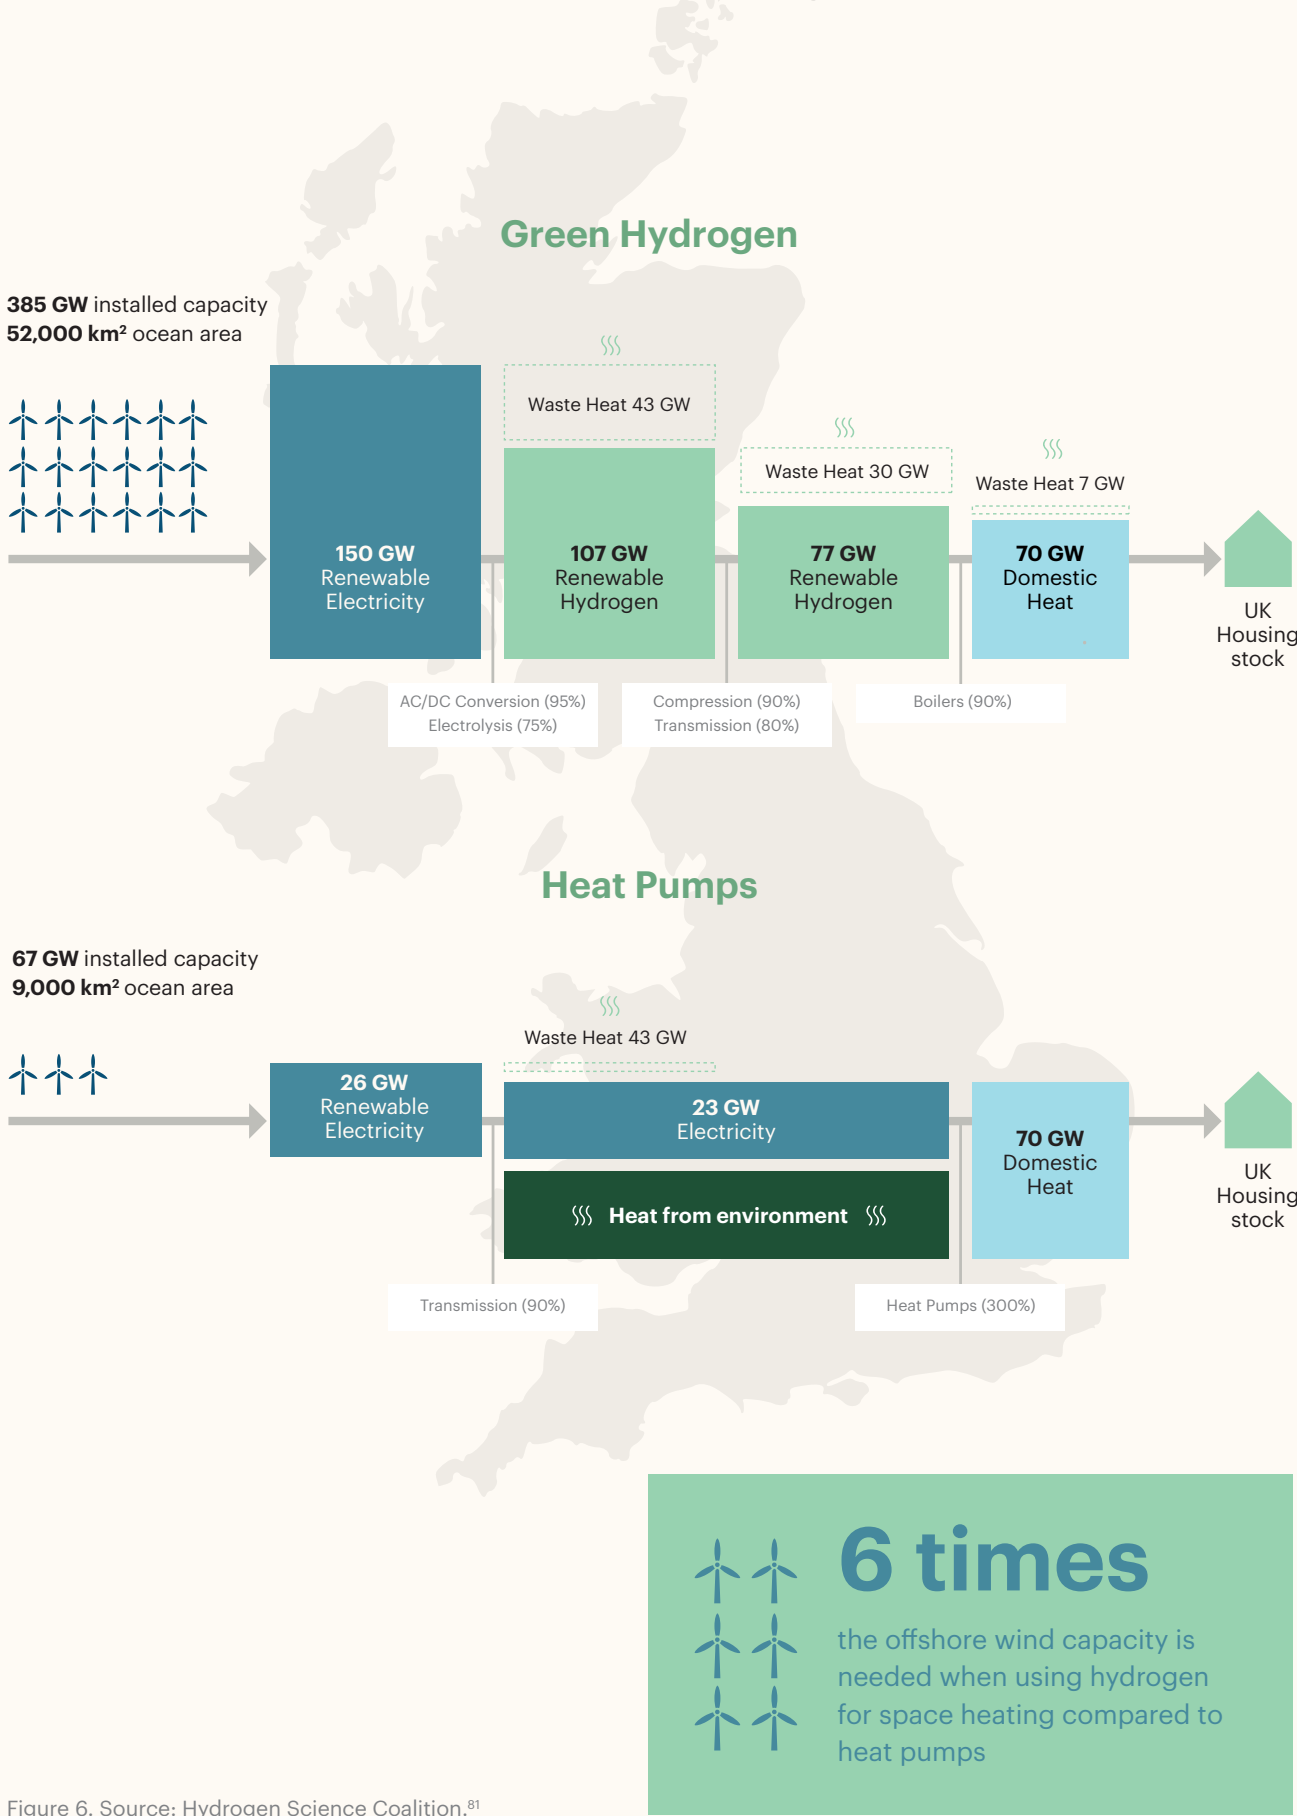 Green Hydrogen
385 GW installed capacity
52,000 km² ocean area
Waste Heat 43 GW
Waste Heat 30 GW
Waste Heat 7 GW
150 GW
Renewable
Electricity
107 GW
Renewable
Hydrogen
77 GW
Renewable
Hydrogen
70 GW
Domestic
Heat
UK
Housing
stock
AC/DC Conversion (95%)
Electrolysis (75%)
Compression (90%)
Transmission (80%)
Boilers (90%)
Heat Pumps
67 GW installed capacity
9,000 km² ocean area
Waste Heat 43 GW
26 GW
Renewable
Electricity
23 GW
Electricity
Heat from environment
70 GW
Domestic
Heat
UK
Housing
stock
Transmission (90%)
Heat Pumps (300%)
6 times
the offshore wind capacity is
needed when using hydrogen
for space heating compared to
heat pumps
Figure 6. Source: Hydrogen Science Coalition.⁸¹